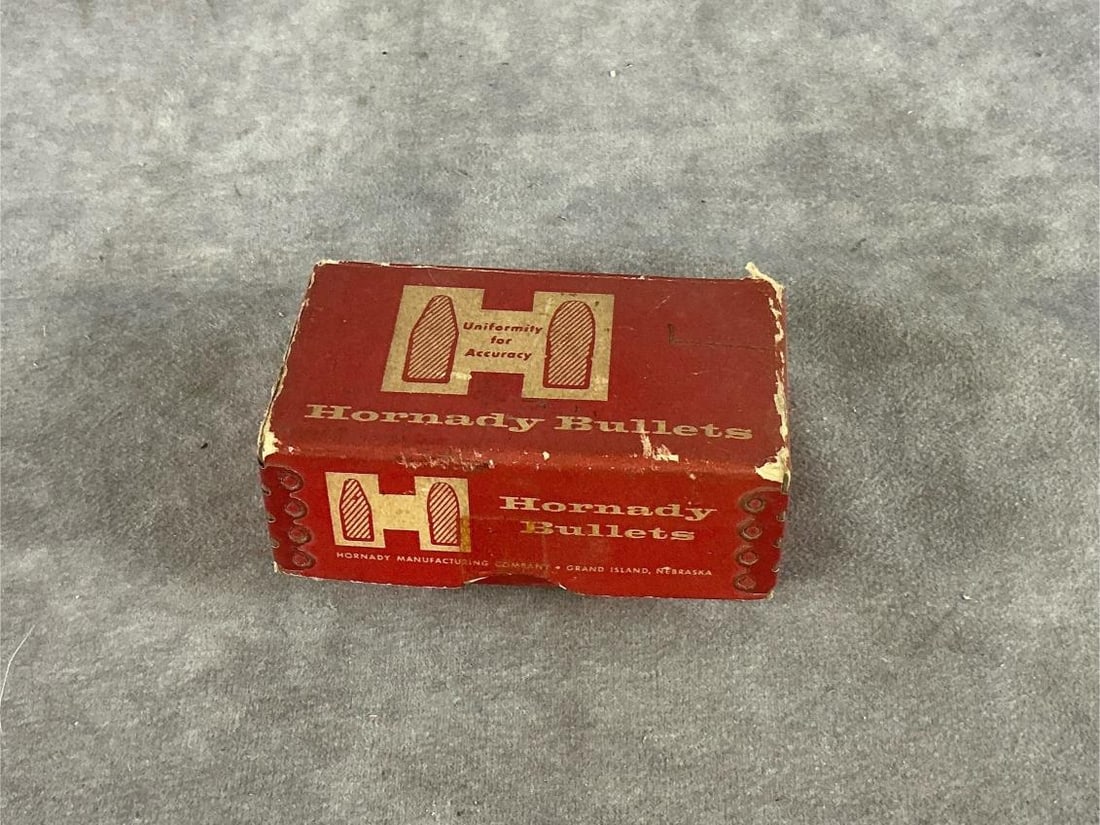 Uniformity
for
Accuracy
Hornady Bullets
H
Hornady
Bullets
HORNADY MANUFACTURING COMPANY • GRAND ISLAND, NEBRASKA